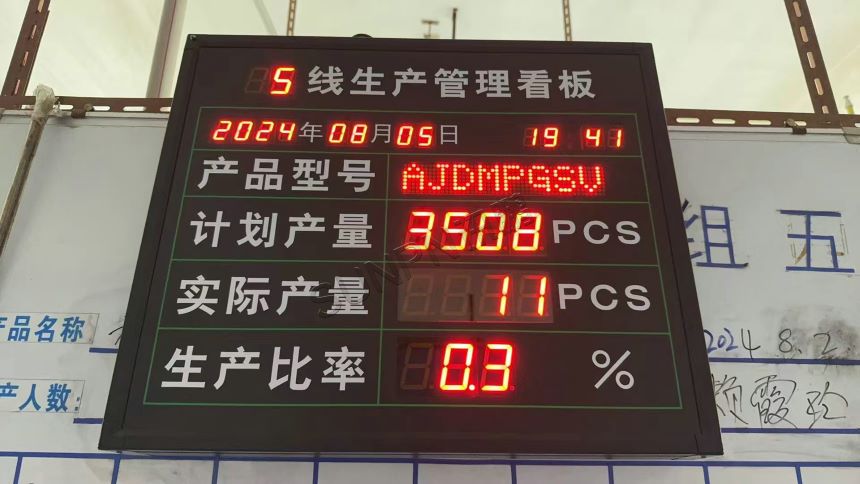 5 线生产管理看板
2024年08月05日 19 41
产品型号 AJDMPGSV
计划产量 3508 PCS
实际产量 11 PCS
生产比率 0.3 %
组五
产品名称
2024 8.2
产人数: